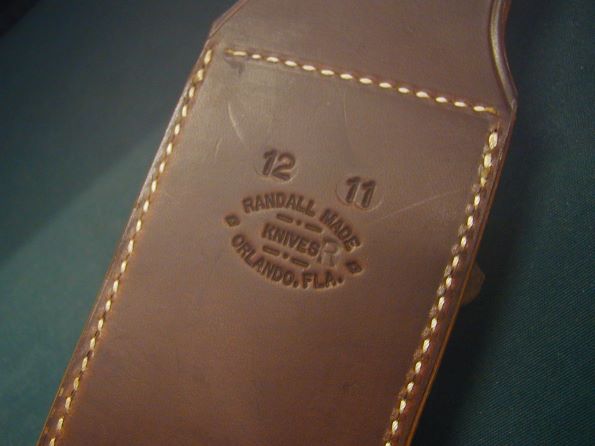 12 11
RANDALL MADE
KNIVES R
ORLANDO, FLA.